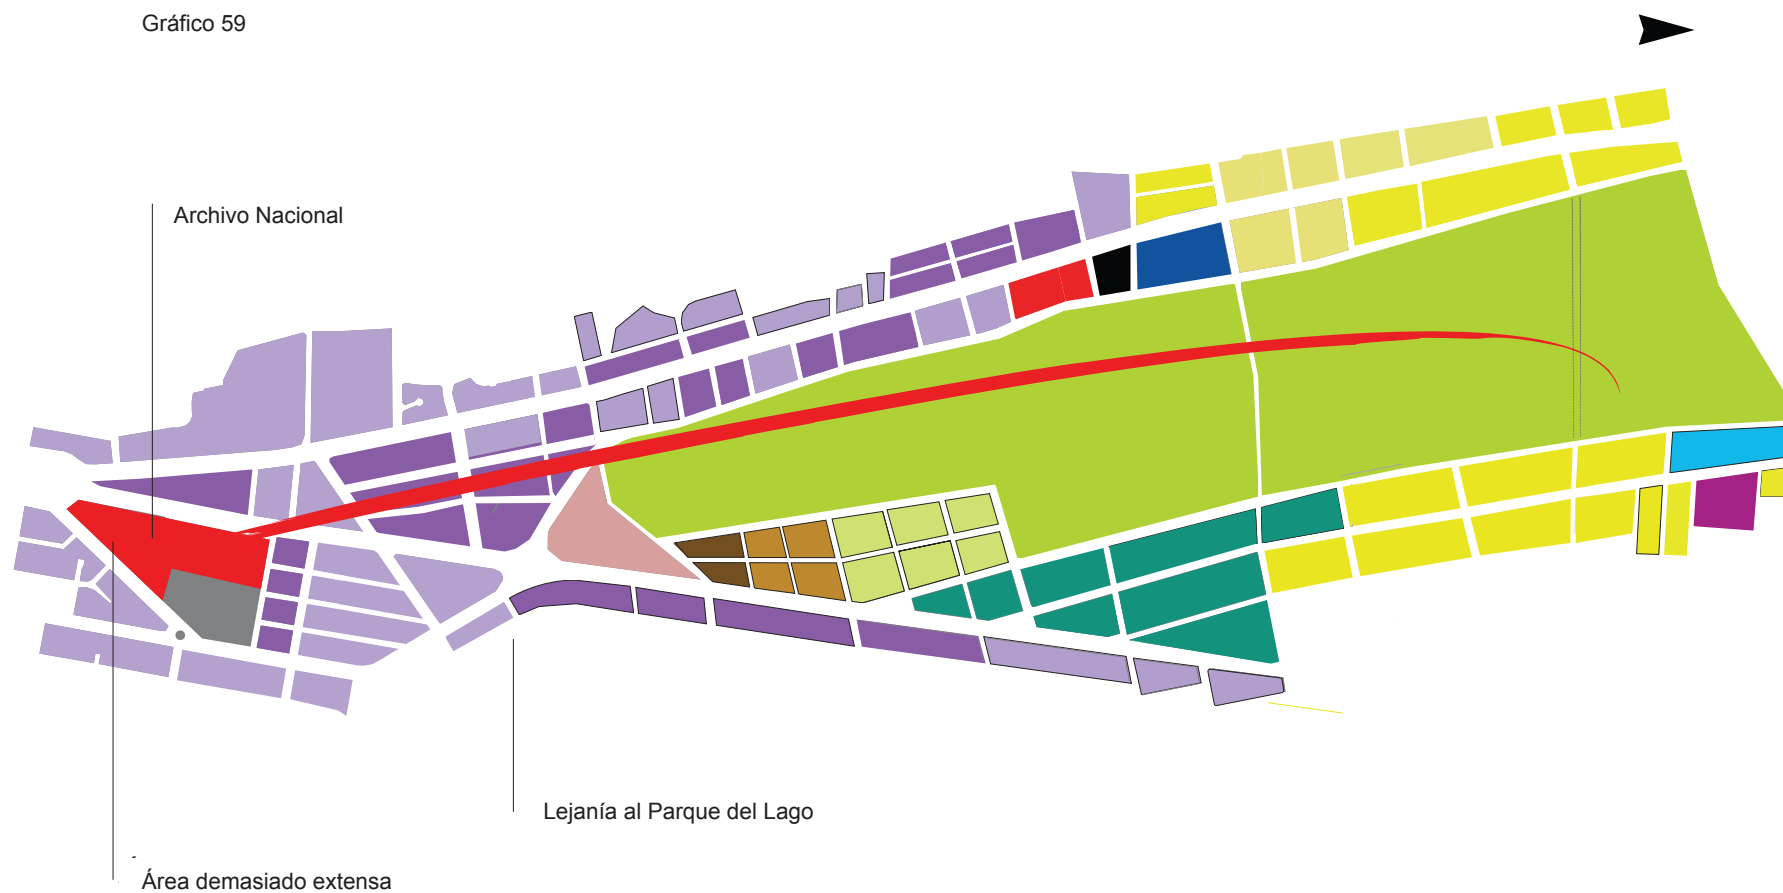 Gráfico 59
Archivo Nacional
Lejanía al Parque del Lago
Área demasiado extensa